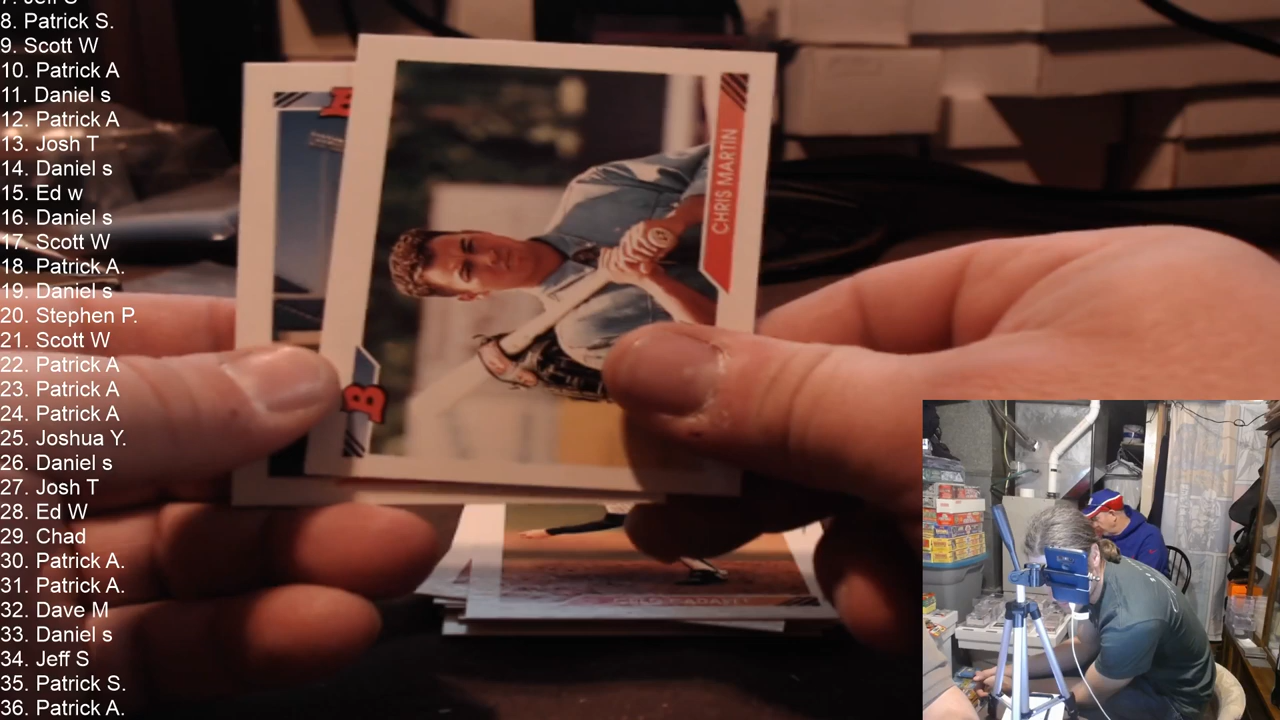 7. Jeff S
8. Patrick S.
9. Scott W
10. Patrick A
11. Daniel s
12. Patrick A
13. Josh T
14. Daniel s
15. Ed w
16. Daniel s
17. Scott W
18. Patrick A.
19. Daniel s
20. Stephen P.
21. Scott W
22. Patrick A
23. Patrick A
24. Patrick A
25. Joshua Y.
26. Daniel s
27. Josh T
28. Ed W
29. Chad
30. Patrick A.
31. Patrick A.
32. Dave M
33. Daniel s
34. Jeff S
35. Patrick S.
36. Patrick A.
B
CHRIS MARTIN
B